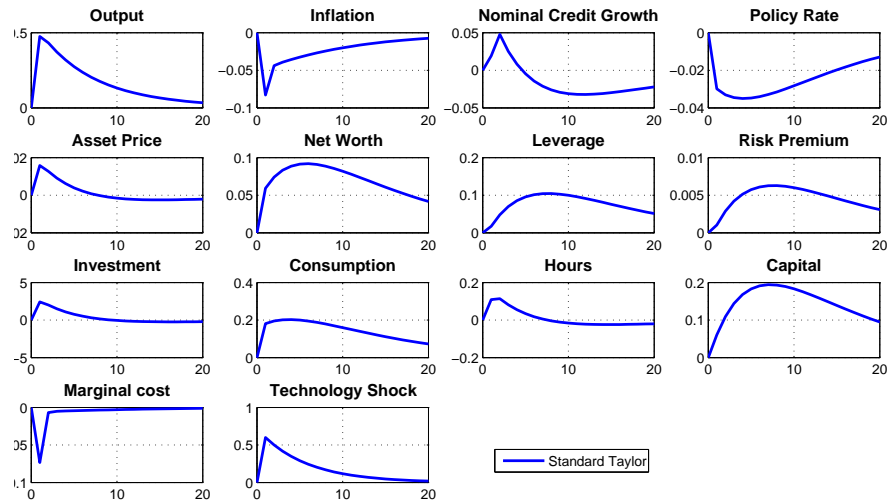 Output Inflation Nominal Credit Growth Policy Rate
.5 0 0.05 0
−0.05 0 −0.02
0 −0.1 −0.05 −0.04
0 10 20 0 10 20 0 10 20 0 10 20
Asset Price Net Worth Leverage Risk Premium
02 0.1 0.2 0.01
0 0.05 0.1 0.005
02 0 0 0
0 10 20 0 10 20 0 10 20 0 10 20
Investment Consumption Hours Capital
5 0.4 0.2 0.2
0 0.2 0 0.1
−5 0 −0.2 0
0 10 20 0 10 20 0 10 20 0 10 20
Marginal cost Technology Shock
0 1
05 0.5
.1 0
0 10 20 0 10 20
Standard Taylor